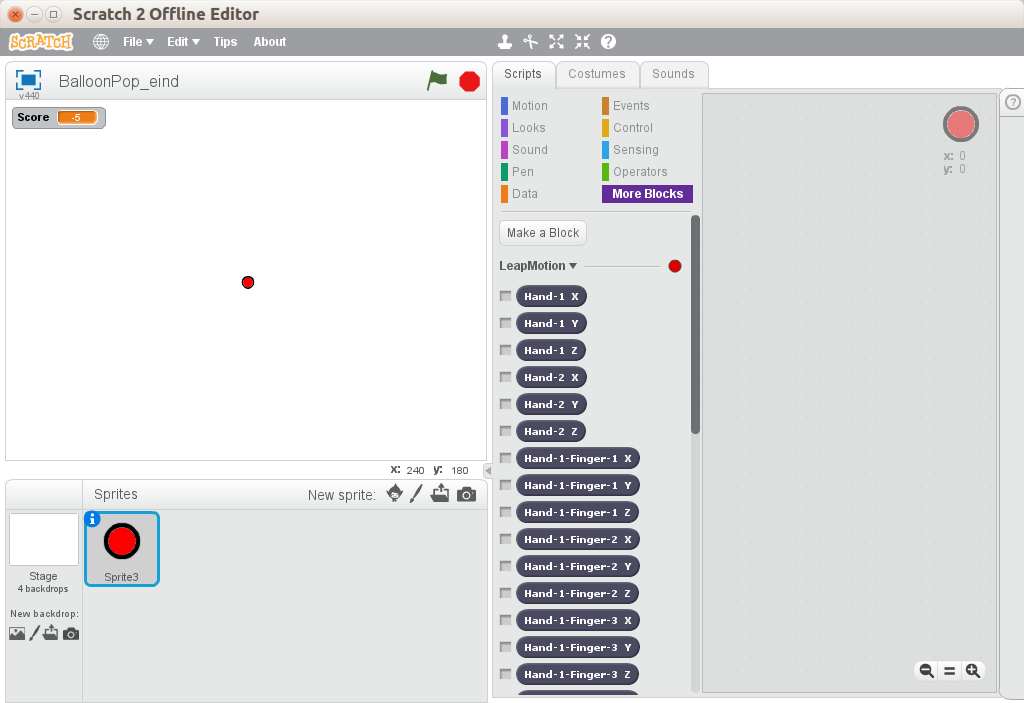 Scratch 2 Offline Editor
SCRATCH File Edit Tips About
BalloonPop_eind
v440
Score -5
x: 240 y: 180
Sprites New sprite:
Stage
4 backdrops
New backdrop:
Sprite3
Scripts Costumes Sounds
Motion Events
Looks Control
Sound Sensing
Pen Operators
Data More Blocks
Make a Block
LeapMotion
Hand-1 X
Hand-1 Y
Hand-1 Z
Hand-2 X
Hand-2 Y
Hand-2 Z
Hand-1-Finger-1 X
Hand-1-Finger-1 Y
Hand-1-Finger-1 Z
Hand-1-Finger-2 X
Hand-1-Finger-2 Y
Hand-1-Finger-2 Z
Hand-1-Finger-3 X
Hand-1-Finger-3 Y
Hand-1-Finger-3 Z
x: 0
y: 0